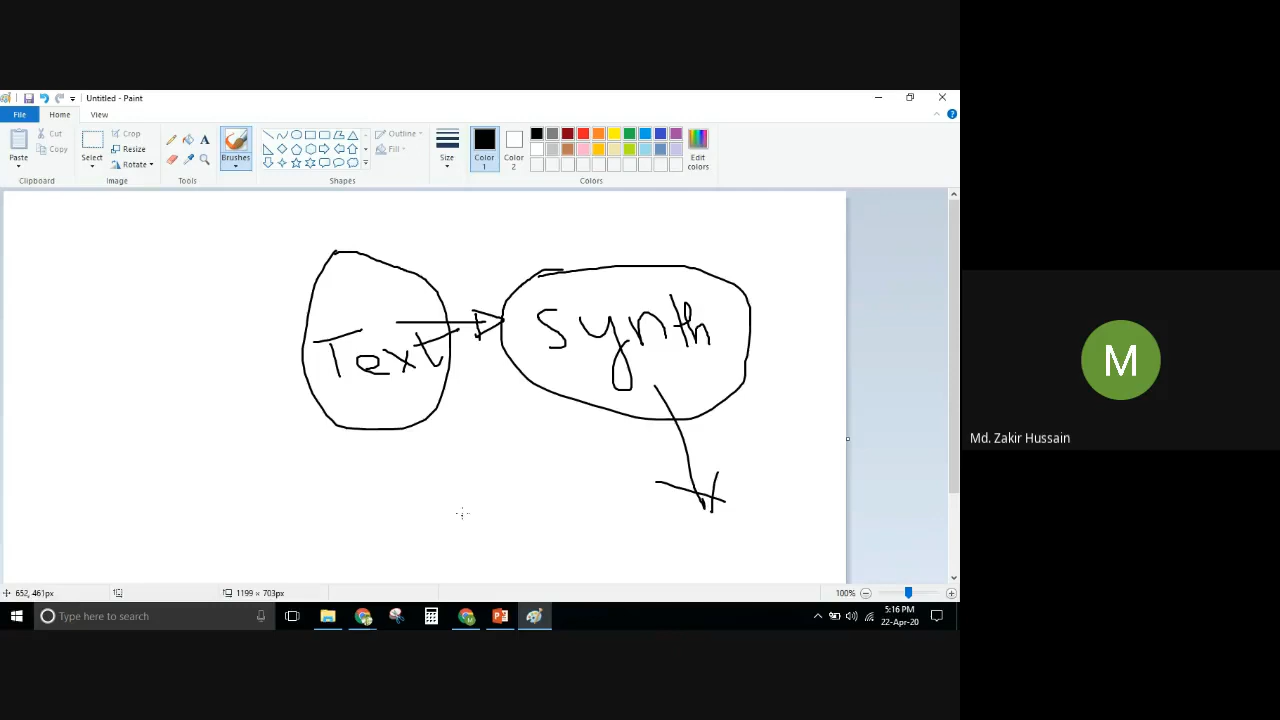 Untitled - Paint
File Home View
Paste
Cut
Copy
Clipboard
Select
Crop
Resize
Rotate
Image
Tools
Brushes
Shapes
Outline
Fill
Size
Color 1
Color 2
Edit colors
Colors
Text
synth
652, 461px
1199 × 703px
100%
Type here to search
5:16 PM
22-Apr-20
M
Md. Zakir Hussain